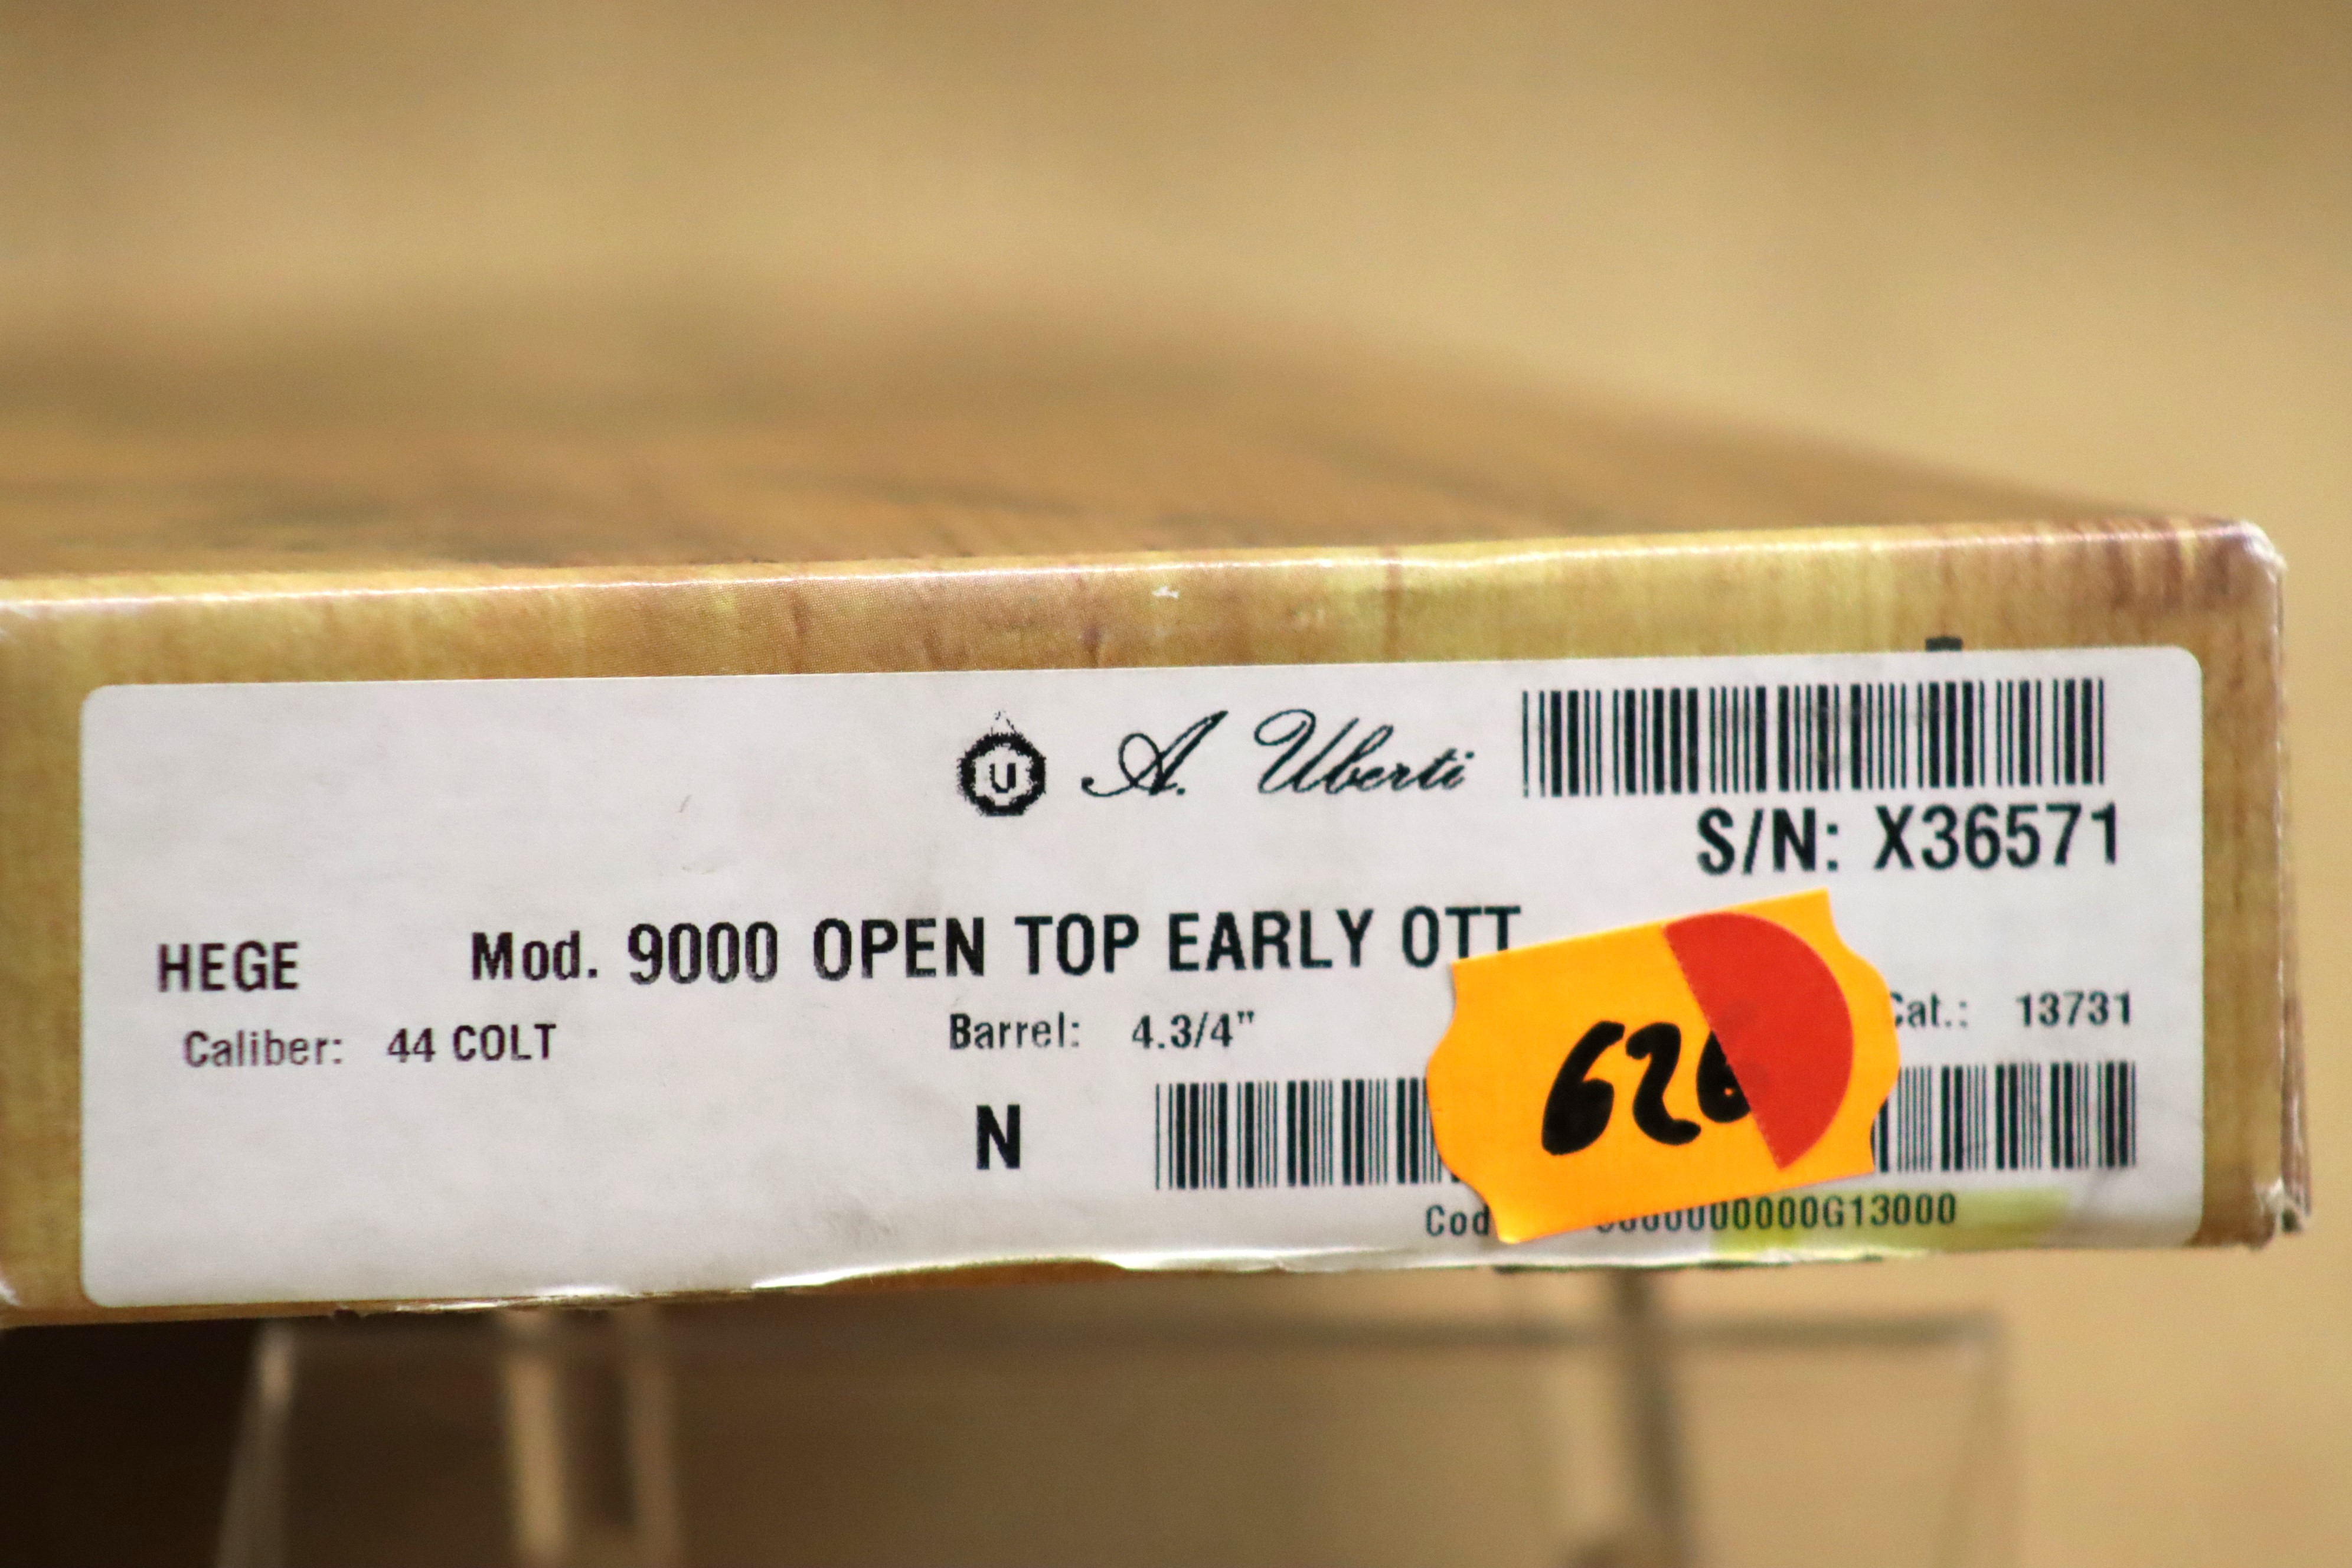 U A. Uberti
S/N: X36571
HEGE Mod. 9000 OPEN TOP EARLY OTT
Caliber: 44 COLT Barrel: 4.3/4" Cat.: 13731
N
626
Cod 0000000000G13000